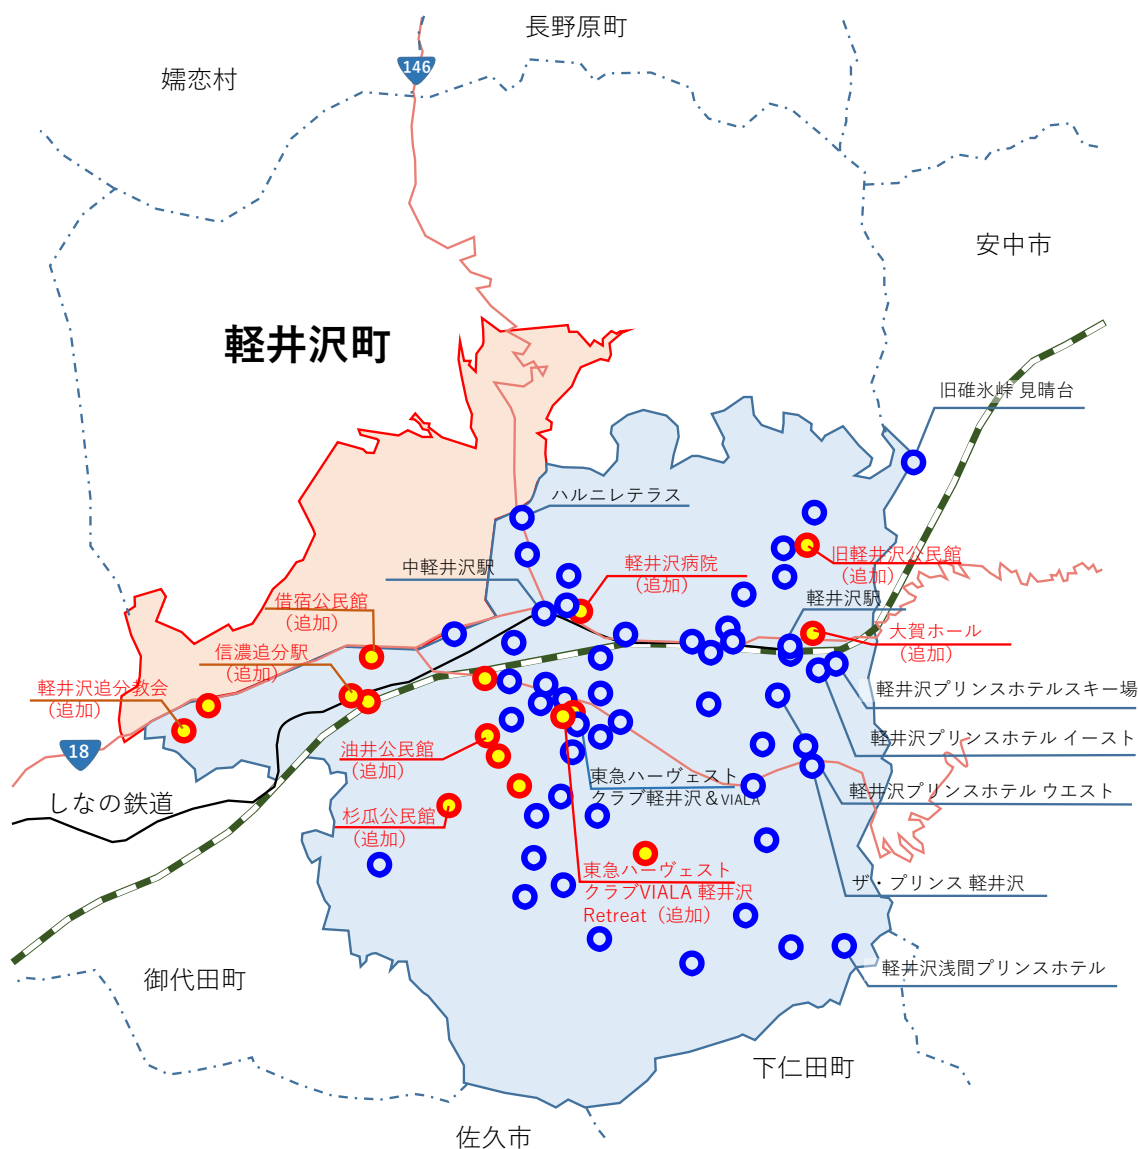 長野原町
146
嬬恋村
安中市
軽井沢町
旧碓氷峠 見晴台
ハルニレテラス
旧軽井沢公民館
（追加）
中軽井沢駅
軽井沢病院
（追加）
借宿公民館
（追加）
軽井沢駅
大賀ホール
（追加）
信濃追分駅
（追加）
軽井沢追分教会
（追加）
軽井沢プリンスホテルスキー場
軽井沢プリンスホテル イースト
18
油井公民館
（追加）
東急ハーヴェスト
クラブ軽井沢＆VIALA
軽井沢プリンスホテル ウエスト
しなの鉄道
杉瓜公民館
（追加）
東急ハーヴェスト
クラブVIALA 軽井沢
Retreat（追加）
ザ・プリンス 軽井沢
軽井沢浅間プリンスホテル
御代田町
下仁田町
佐久市